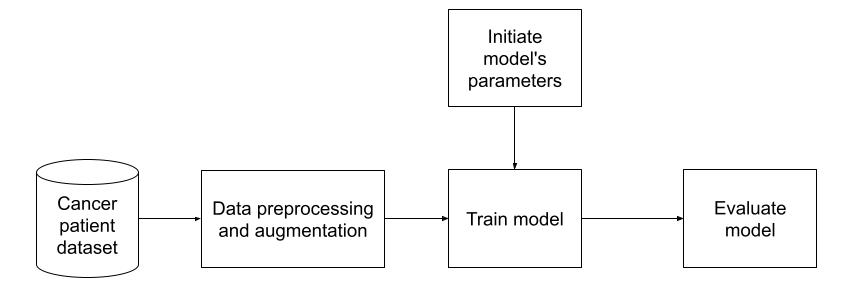 Initiate
model's
parameters
Cancer
patient
dataset
Data preprocessing
and augmentation
Train model
Evaluate
model